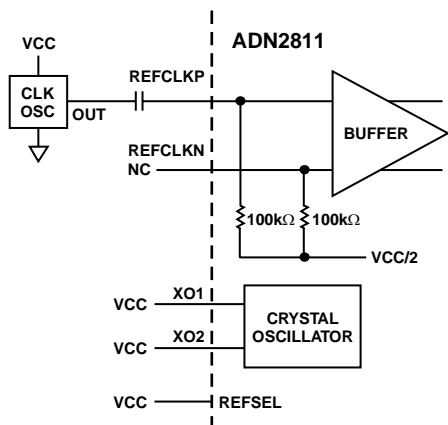 ADN2811
VCC
REFCLKP
CLK
OSC
OUT
BUFFER
REFCLKN
NC
100kΩ
100kΩ
VCC/2
VCC
XO1
CRYSTAL
OSCILLATOR
VCC
XO2
VCC
REFSEL